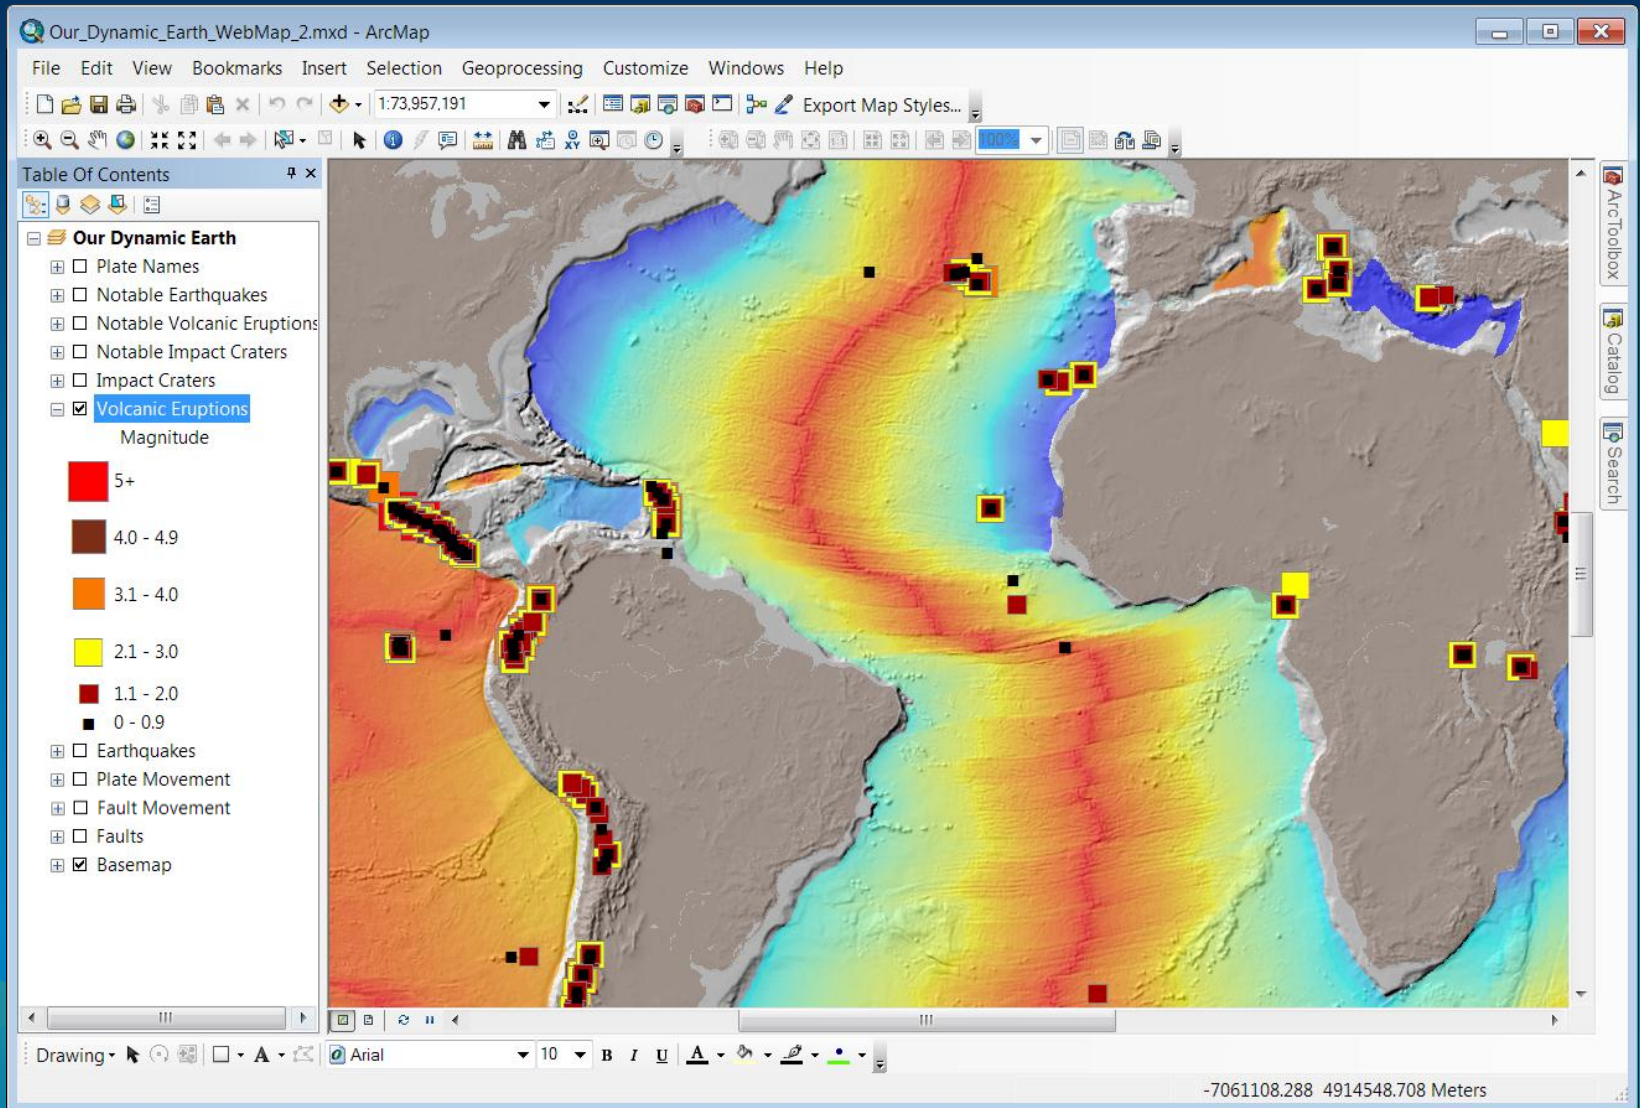 Our_Dynamic_Earth_WebMap_2.mxd - ArcMap
File Edit View Bookmarks Insert Selection Geoprocessing Customize Windows Help
1:73,957,191 Export Map Styles...
100%
Table Of Contents
Our Dynamic Earth
Plate Names
Notable Earthquakes
Notable Volcanic Eruptions
Notable Impact Craters
Impact Craters
Volcanic Eruptions
Magnitude
5+
4.0 - 4.9
3.1 - 4.0
2.1 - 3.0
1.1 - 2.0
0 - 0.9
Earthquakes
Plate Movement
Fault Movement
Faults
Basemap
ArcToolbox
Catalog
Search
Drawing A Arial 10 B I U A
-7061108.288 4914548.708 Meters